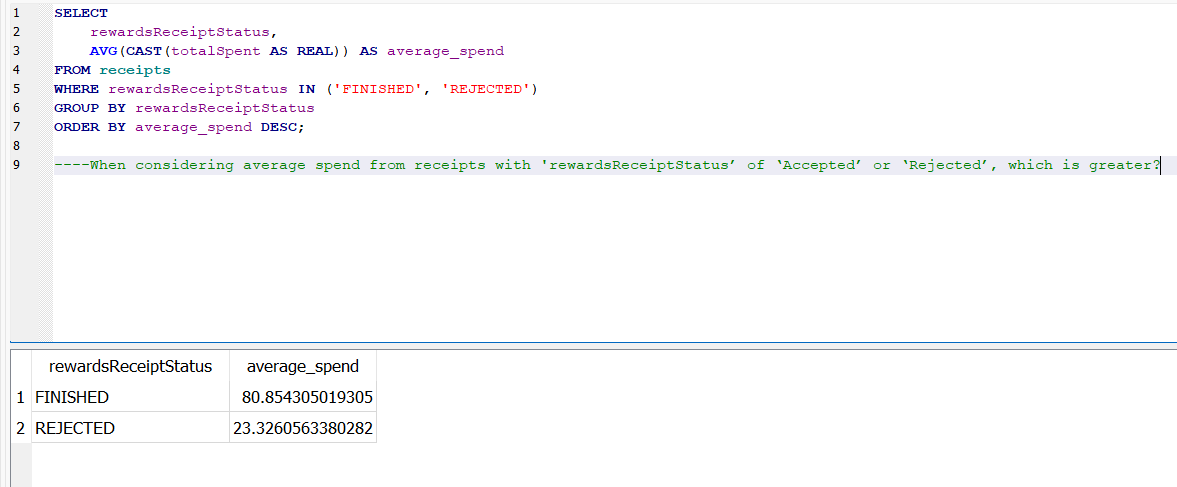 1 SELECT
2 rewardsReceiptStatus,
3 AVG(CAST(totalSpent AS REAL)) AS average_spend
4 FROM receipts
5 WHERE rewardsReceiptStatus IN ('FINISHED', 'REJECTED')
6 GROUP BY rewardsReceiptStatus
7 ORDER BY average_spend DESC;
8
9 ----When considering average spend from receipts with 'rewardsReceiptStatus’ of ‘Accepted’ or ‘Rejected’, which is greater?
rewardsReceiptStatus average_spend
1 FINISHED 80.854305019305
2 REJECTED 23.3260563380282